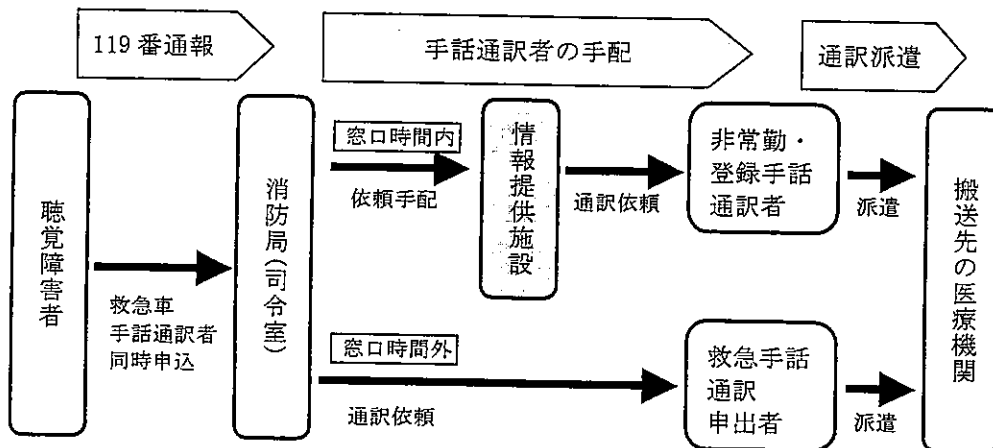 119番通報
手話通訳者の手配
通訳派遣
聴覚障害者
救急車
手話通訳者
同時申込
消防局(司令室)
窓口時間内
依頼手配
情報提供施設
通訳依頼
非常勤・
登録手話
通訳者
派遣
窓口時間外
通訳依頼
救急手話
通訳
申出者
派遣
搬送先の医療機関